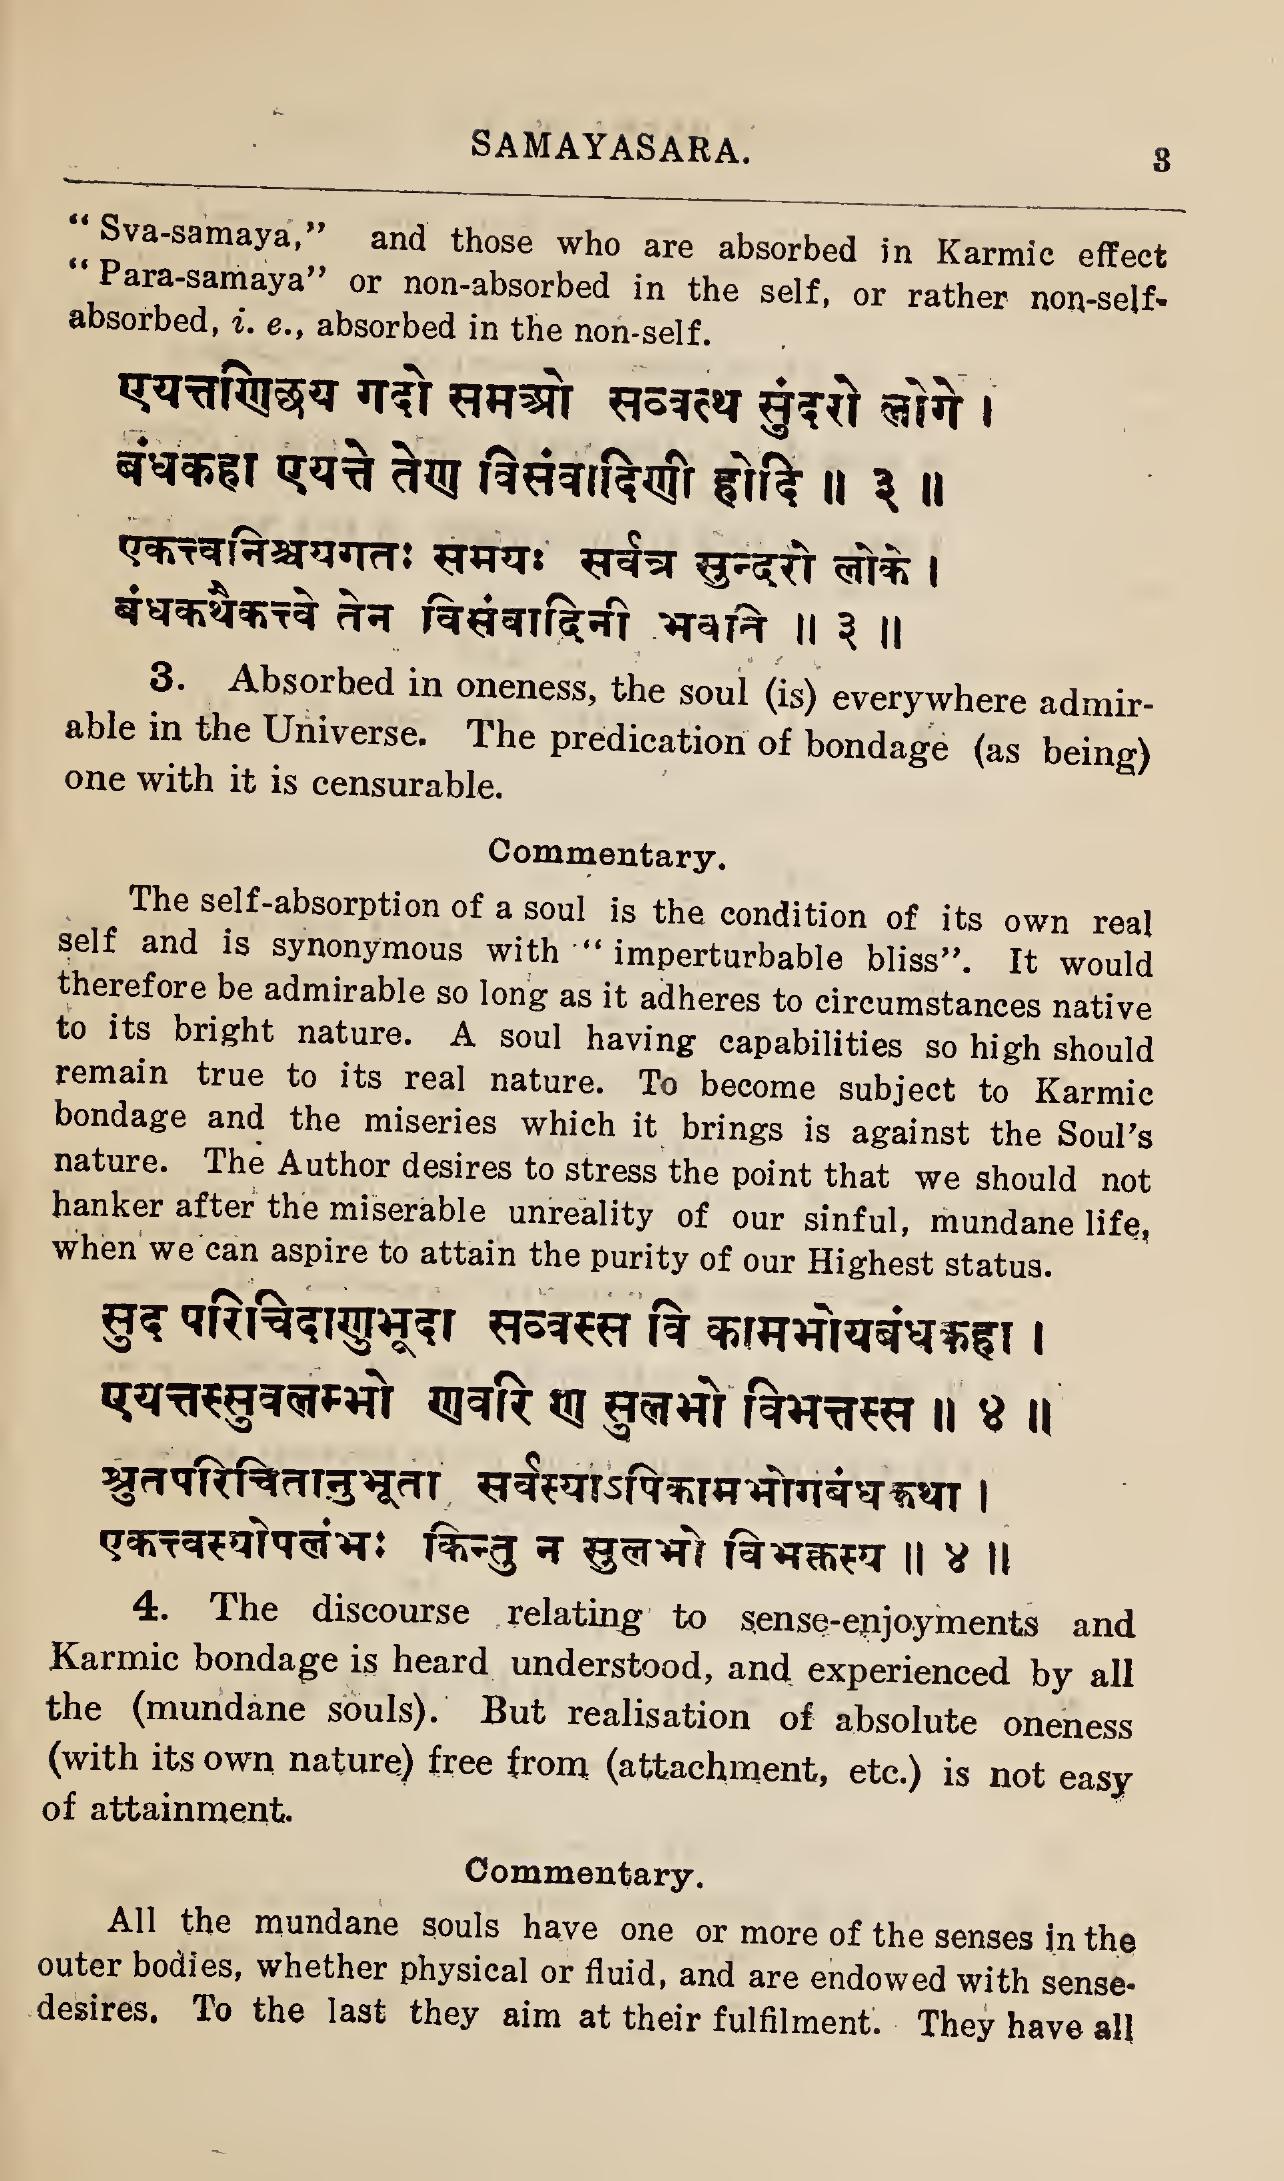 SAMAYASARA. 3
“ Sva-samaya,” and those who are absorbed in Karmic effect
“ Para-samaya” or non-absorbed in the self, or rather non-self-
absorbed, i. e., absorbed in the non-self.
एयत्तणिछय गदो समओ सव्वत्थ सुंदरो लोगे ।
बंधकहा एयत्ते तेण विसंवादिणी होदि ॥ ३ ॥
एकत्त्वनिश्चयगतः समयः सर्वत्र सुन्दरो लोके ।
बंधकथैकत्त्वे तेन विसंवादिनी भवति ॥ ३ ॥
3. Absorbed in oneness, the soul (is) everywhere admir-
able in the Universe. The predication of bondage (as being)
one with it is censurable.
Commentary.
The self-absorption of a soul is the condition of its own real
self and is synonymous with “ imperturbable bliss”. It would
therefore be admirable so long as it adheres to circumstances native
to its bright nature. A soul having capabilities so high should
remain true to its real nature. To become subject to Karmic
bondage and the miseries which it brings is against the Soul’s
nature. The Author desires to stress the point that we should not
hanker after the miserable unreality of our sinful, mundane life,
when we can aspire to attain the purity of our Highest status.
सुद परिचिदाणुभूदा सव्वस्स वि कामभोयबंधकहा ।
एयत्तस्सुवलम्भो णवरि ण सुलभो विभत्तस्स ॥ ४ ॥
श्रुतपरिचितानुभूता सर्वस्याऽपिकामभोगबंधकथा ।
एकत्त्वस्योपलंभः किन्तु न सुलभो विभक्तस्य ॥ ४ ॥
4. The discourse relating to sense-enjoyments and
Karmic bondage is heard understood, and experienced by all
the (mundane souls). But realisation of absolute oneness
(with its own nature) free from (attachment, etc.) is not easy
of attainment.
Commentary.
All the mundane souls have one or more of the senses in the
outer bodies, whether physical or fluid, and are endowed with sense-
desires. To the last they aim at their fulfilment. They have all